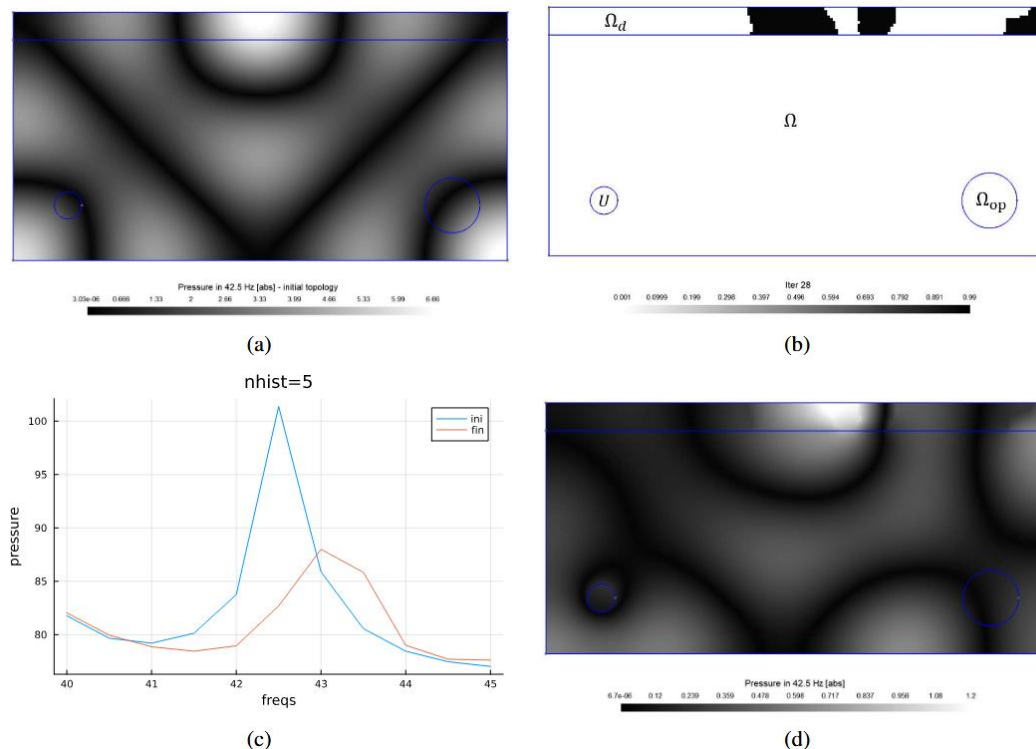 Pressure in 42.5 Hz [abs] - initial topology
3.03e-06 0.666 1.33 2 2.66 3.33 3.99 4.66 5.33 5.99 6.66
(a)
Ω_d
Ω
U
Ω_op
Iter 28
0.001 0.0999 0.199 0.298 0.397 0.496 0.594 0.693 0.792 0.891 0.99
(b)
nhist=5
ini
fin
100
95
90
85
80
pressure
40 41 42 43 44 45
freqs
(c)
Pressure in 42.5 Hz [abs]
6.7e-06 0.12 0.239 0.359 0.478 0.598 0.717 0.837 0.956 1.08 1.2
(d)